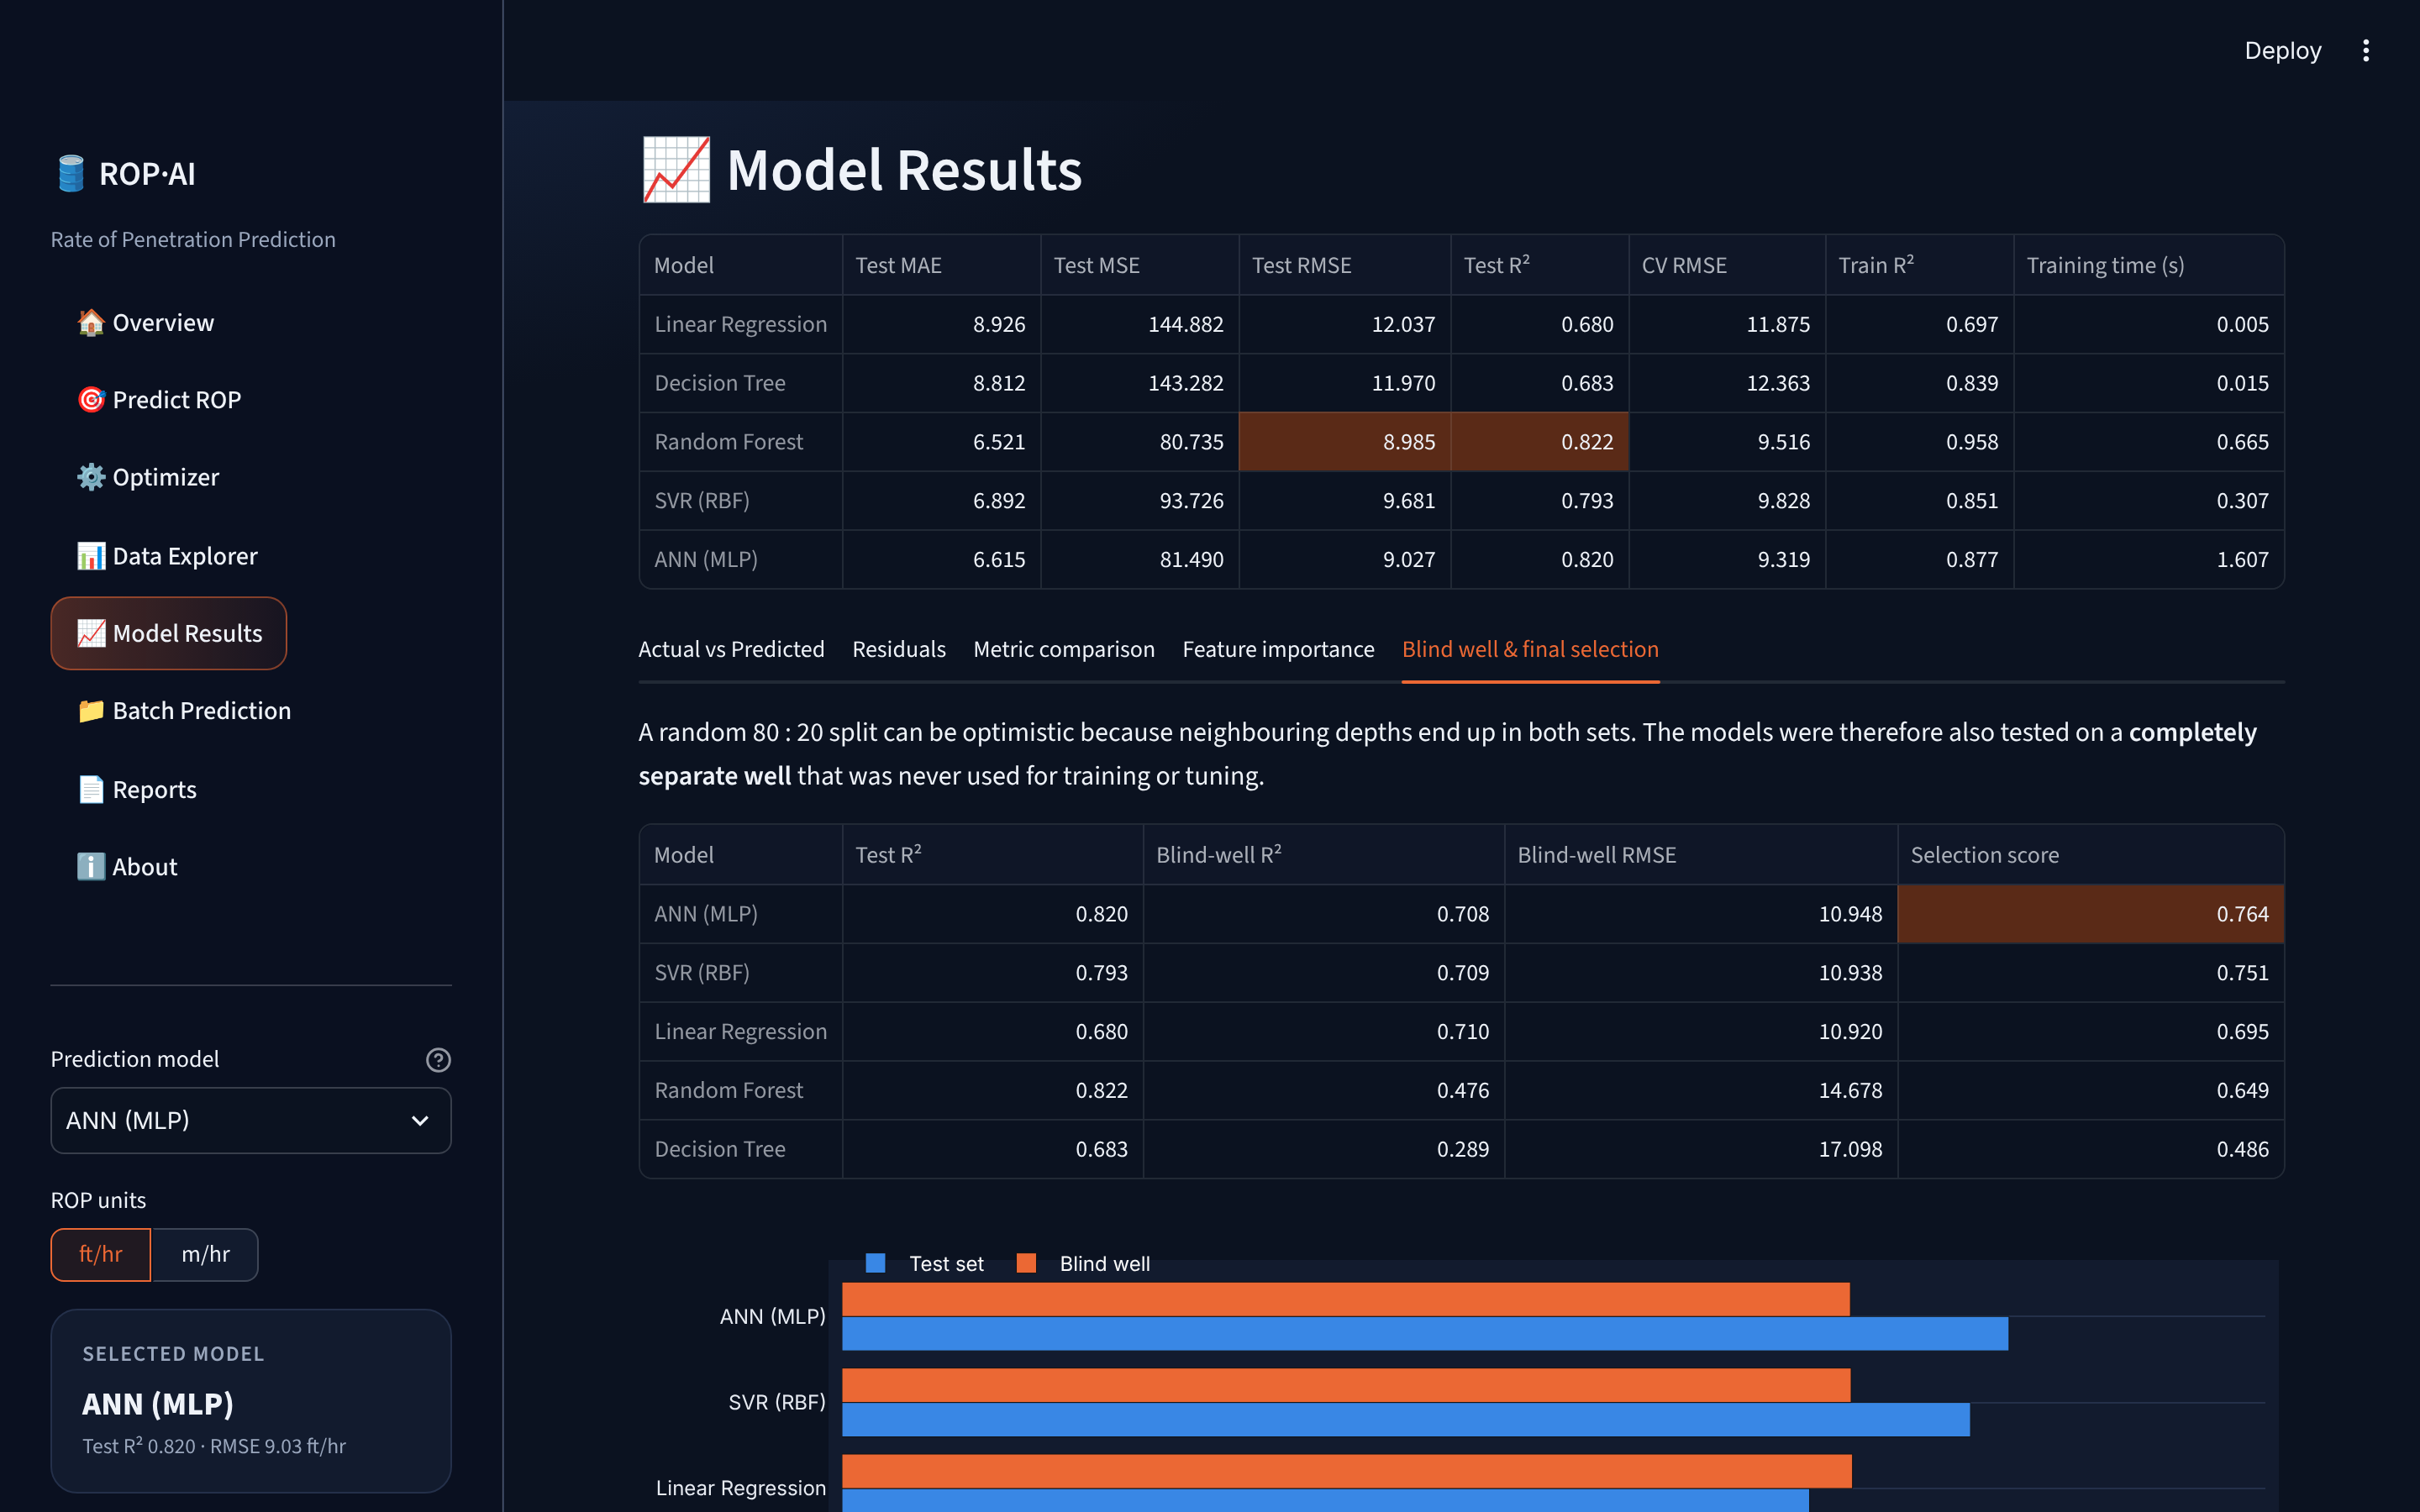 Deploy
ROP·AI
Rate of Penetration Prediction
Overview
Predict ROP
Optimizer
Data Explorer
Model Results
Batch Prediction
Reports
About
Prediction model
ANN (MLP)
ROP units
ft/hr m/hr
SELECTED MODEL
ANN (MLP)
Test R² 0.820 · RMSE 9.03 ft/hr
Model Results
Model Test MAE Test MSE Test RMSE Test R² CV RMSE Train R² Training time (s)
Linear Regression 8.926 144.882 12.037 0.680 11.875 0.697 0.005
Decision Tree 8.812 143.282 11.970 0.683 12.363 0.839 0.015
Random Forest 6.521 80.735 8.985 0.822 9.516 0.958 0.665
SVR (RBF) 6.892 93.726 9.681 0.793 9.828 0.851 0.307
ANN (MLP) 6.615 81.490 9.027 0.820 9.319 0.877 1.607
Actual vs Predicted Residuals Metric comparison Feature importance Blind well & final selection
A random 80 : 20 split can be optimistic because neighbouring depths end up in both sets. The models were therefore also tested on a completely
separate well that was never used for training or tuning.
Model Test R² Blind-well R² Blind-well RMSE Selection score
ANN (MLP) 0.820 0.708 10.948 0.764
SVR (RBF) 0.793 0.709 10.938 0.751
Linear Regression 0.680 0.710 10.920 0.695
Random Forest 0.822 0.476 14.678 0.649
Decision Tree 0.683 0.289 17.098 0.486
Test set Blind well
ANN (MLP)
SVR (RBF)
Linear Regression